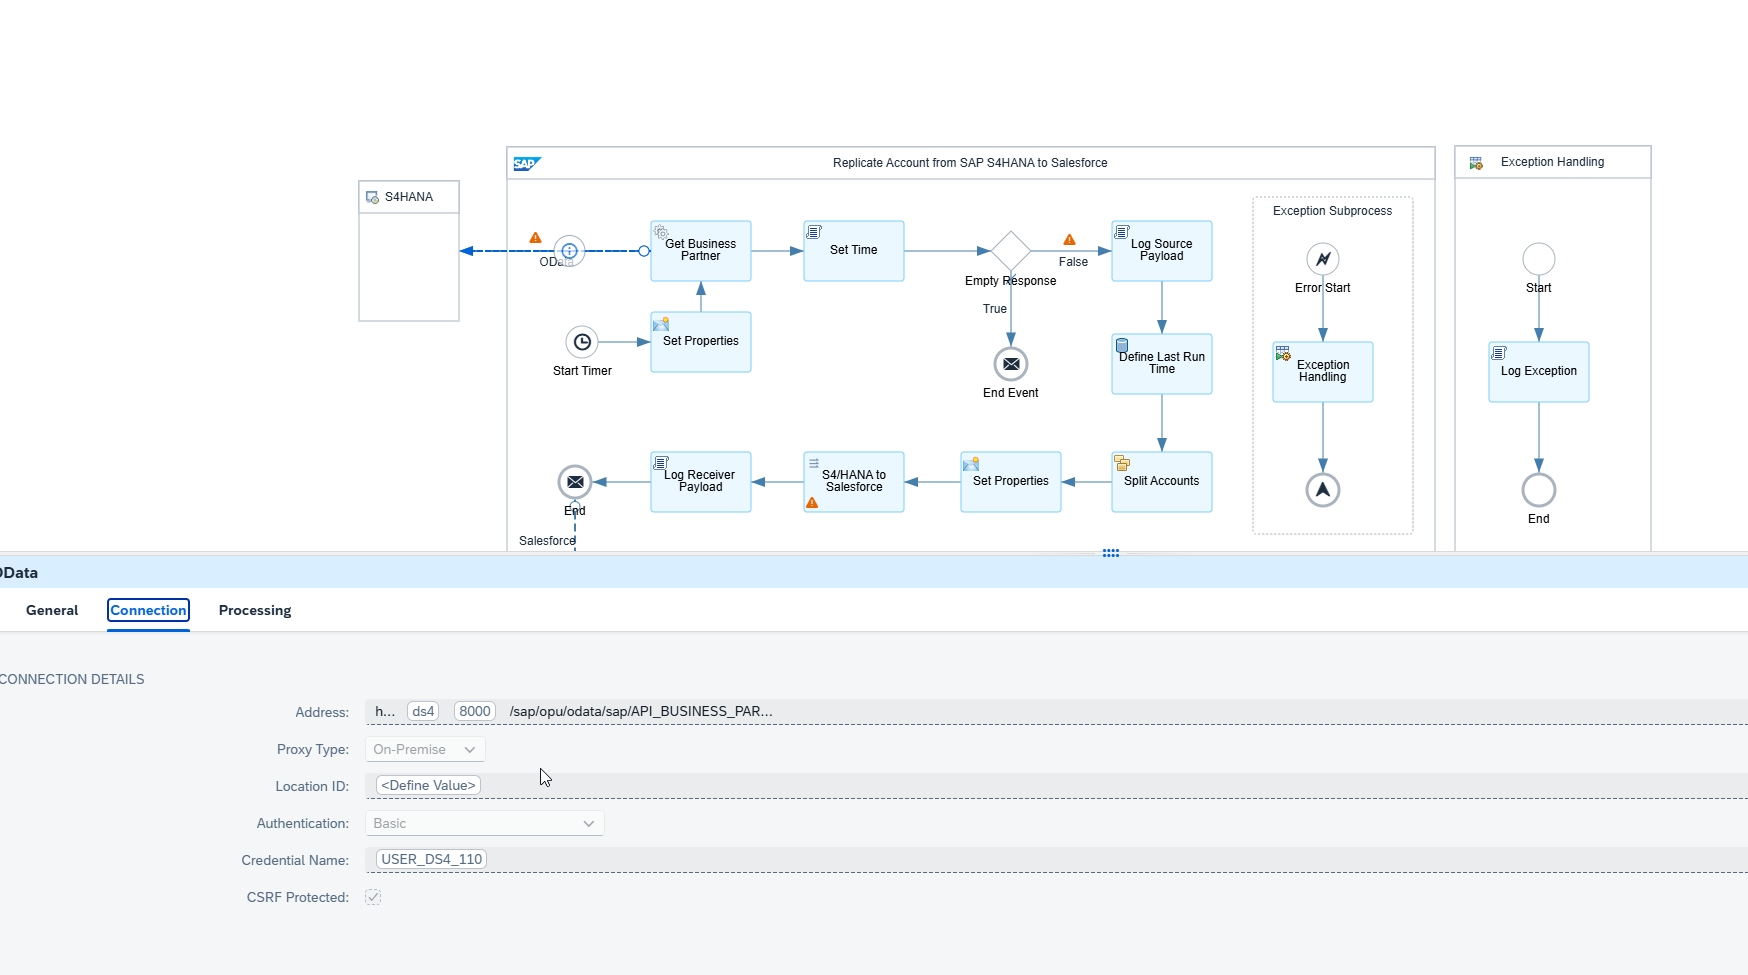 SAP
Replicate Account from SAP S4HANA to Salesforce
Exception Handling
S4HANA
OData
Get Business
Partner
Set Time
Empty Response
False
Log Source
Payload
True
Start Timer
Set Properties
End Event
Define Last Run
Time
End
Salesforce
Log Receiver
Payload
S4/HANA to
Salesforce
Set Properties
Split Accounts
Exception Subprocess
Error Start
Exception
Handling
Start
Log Exception
End
OData
General
Connection
Processing
CONNECTION DETAILS
Address: h... ds4 8000 /sap/opu/odata/sap/API_BUSINESS_PAR...
Proxy Type: On-Premise
Location ID: <Define Value>
Authentication: Basic
Credential Name: USER_DS4_110
CSRF Protected: